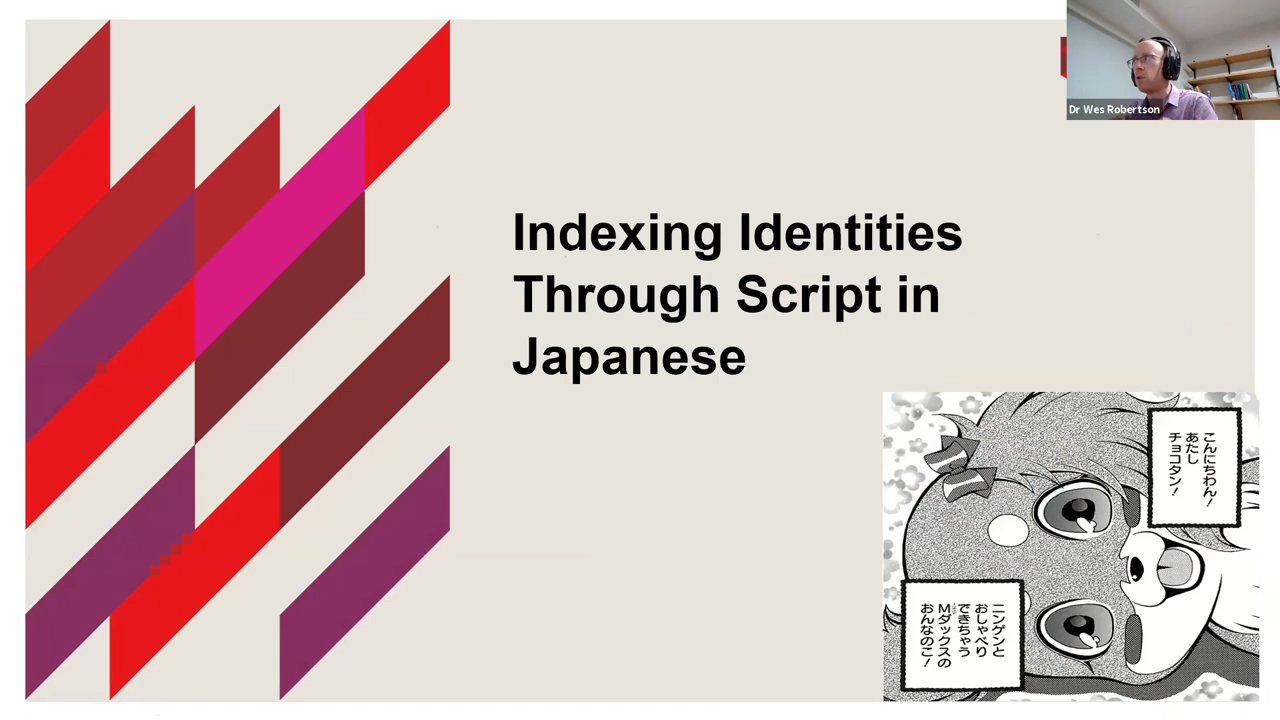 Dr Wes Robertson
Indexing Identities
Through Script in
Japanese
こんにちわん!
あたし
チョコタン!
ニンゲンと
おしゃべり
できちゃう
Mダックスの
おんなのこ!